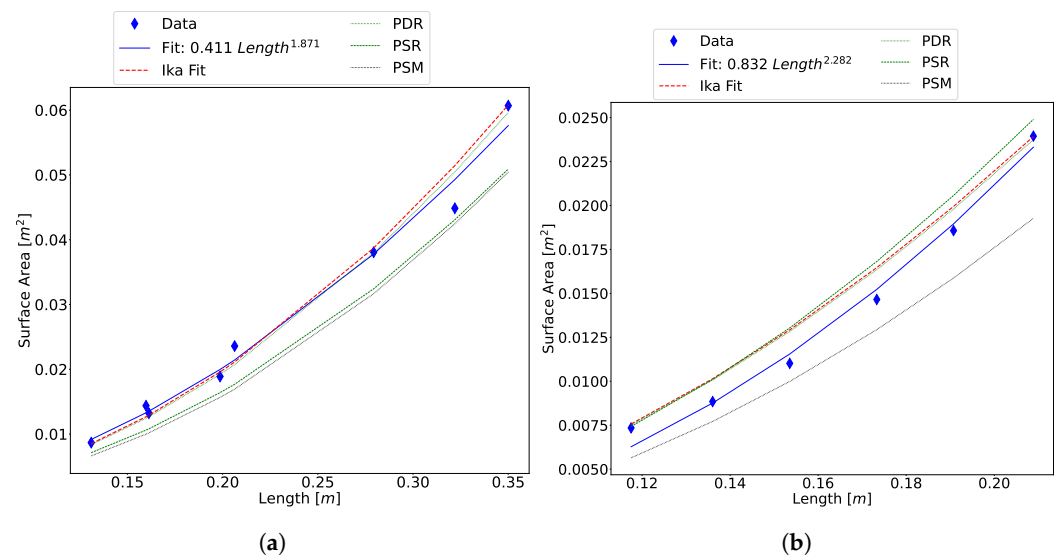 Data
Fit: 0.411 Length^1.871
Ika Fit
PDR
PSR
PSM
Surface Area [m²]
0.06
0.05
0.04
0.03
0.02
0.01
0.15 0.20 0.25 0.30 0.35
Length [m]
(a)
Data
Fit: 0.832 Length^2.282
Ika Fit
PDR
PSR
PSM
Surface Area [m²]
0.0250
0.0225
0.0200
0.0175
0.0150
0.0125
0.0100
0.0075
0.0050
0.12 0.14 0.16 0.18 0.20
Length [m]
(b)